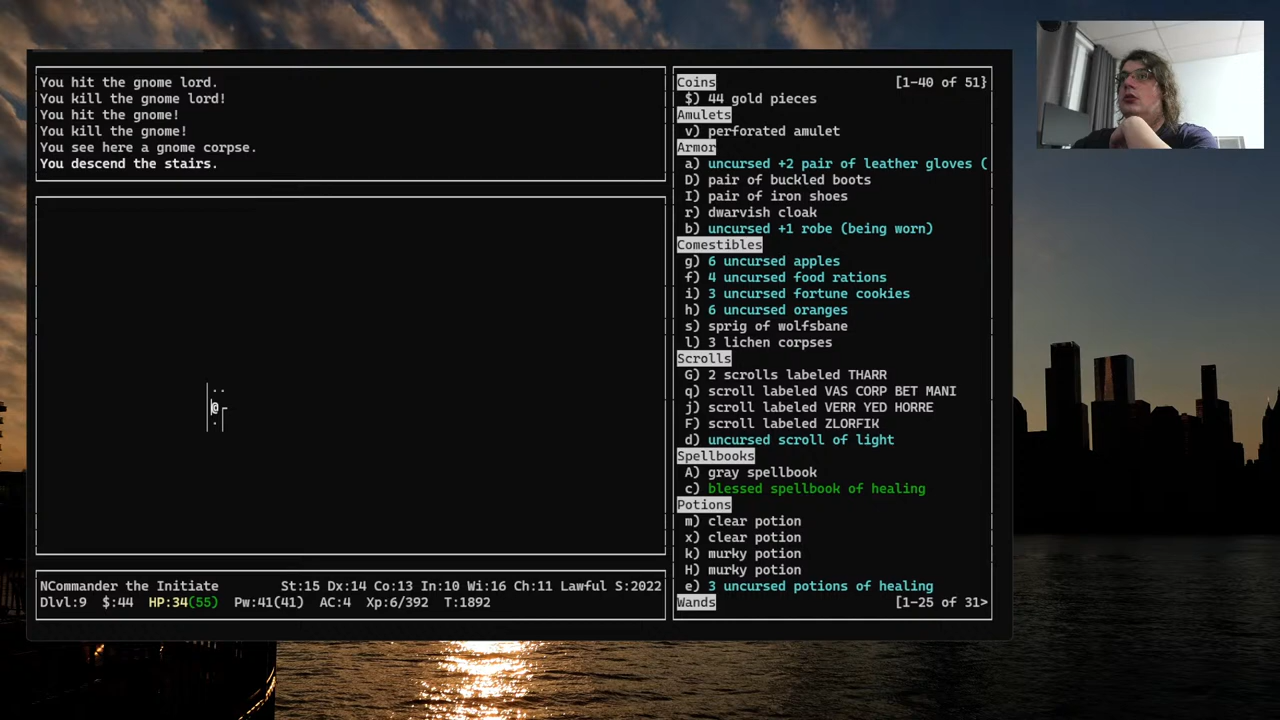 You hit the gnome lord.
You kill the gnome lord!
You hit the gnome!
You kill the gnome!
You see here a gnome corpse.
You descend the stairs.
|..
|@┌
|.|
NCommander the Initiate St:15 Dx:14 Co:13 In:10 Wi:16 Ch:11 Lawful S:2022
Dlvl:9 $:44 HP:34(55) Pw:41(41) AC:4 Xp:6/392 T:1892
Coins [1-40 of 51}
$) 44 gold pieces
Amulets
v) perforated amulet
Armor
a) uncursed +2 pair of leather gloves (
D) pair of buckled boots
I) pair of iron shoes
r) dwarvish cloak
b) uncursed +1 robe (being worn)
Comestibles
g) 6 uncursed apples
f) 4 uncursed food rations
i) 3 uncursed fortune cookies
h) 6 uncursed oranges
s) sprig of wolfsbane
l) 3 lichen corpses
Scrolls
G) 2 scrolls labeled THARR
q) scroll labeled VAS CORP BET MANI
j) scroll labeled VERR YED HORRE
F) scroll labeled ZLORFIK
d) uncursed scroll of light
Spellbooks
A) gray spellbook
c) blessed spellbook of healing
Potions
m) clear potion
x) clear potion
k) murky potion
H) murky potion
e) 3 uncursed potions of healing
Wands [1-25 of 31>